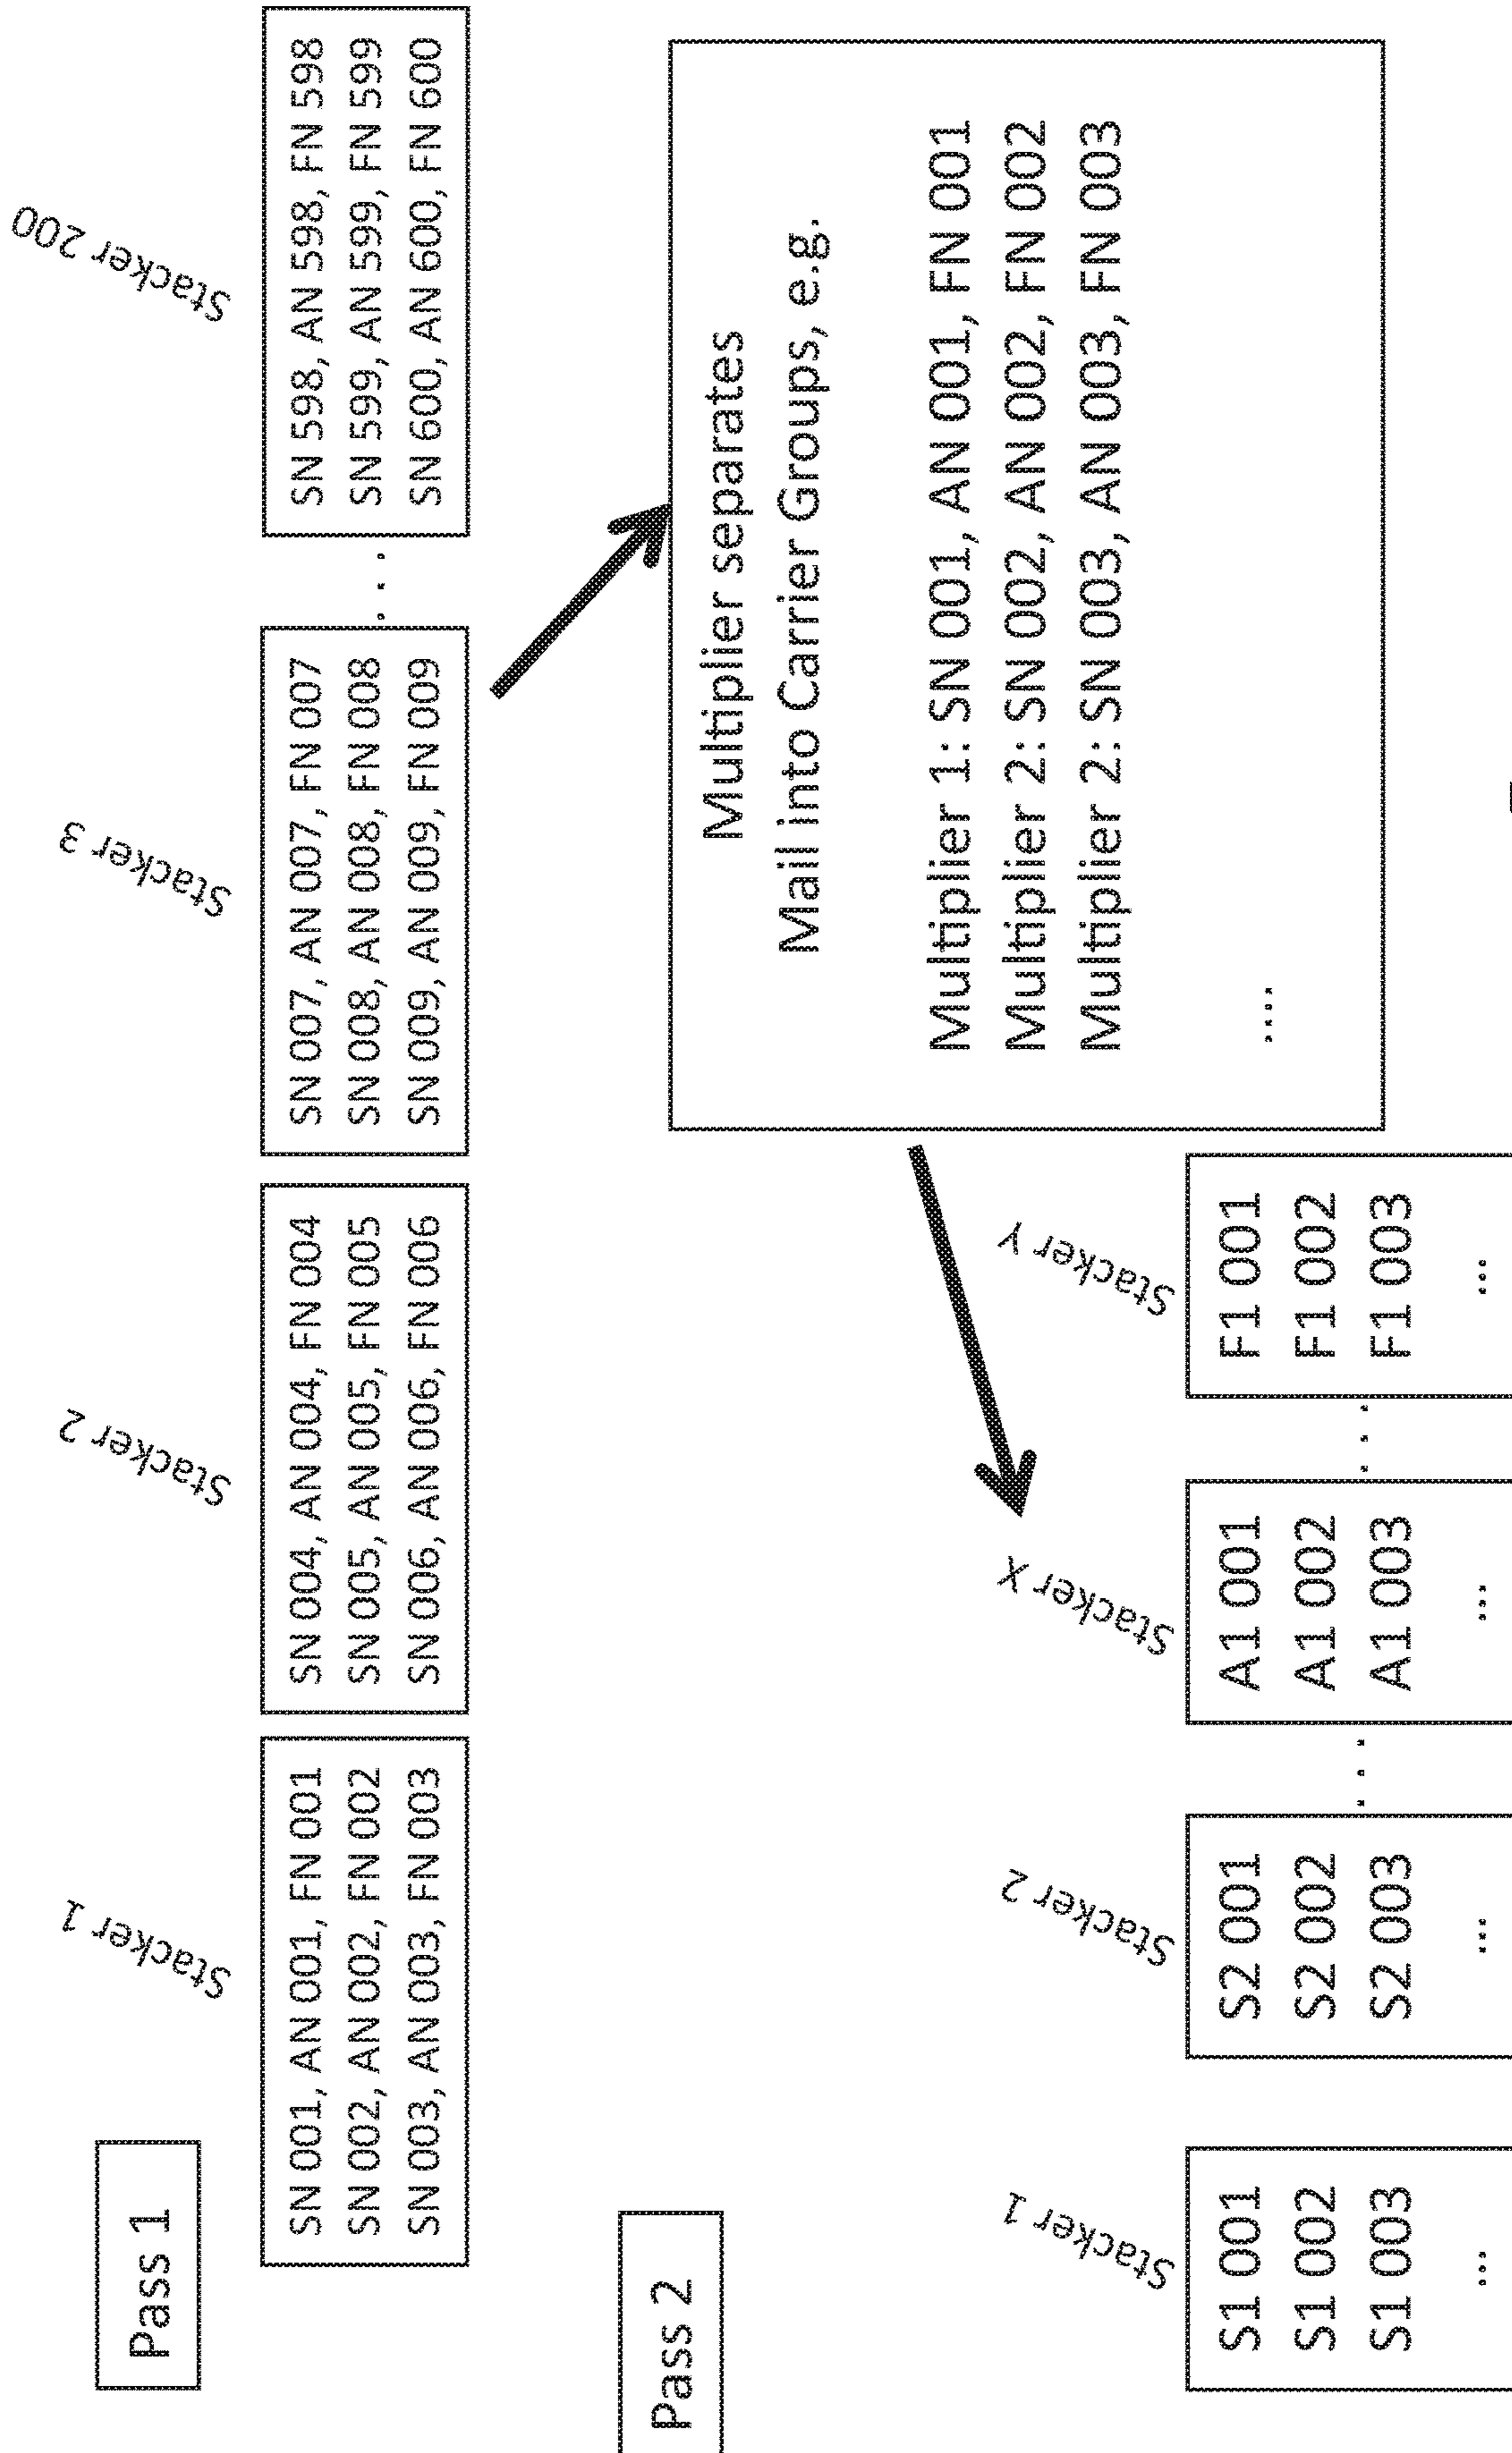 Pass 1
Stacker 1
SN 001, AN 001, FN 001
SN 002, AN 002, FN 002
SN 003, AN 003, FN 003
Stacker 2
SN 004, AN 004, FN 004
SN 005, AN 005, FN 005
SN 006, AN 006, FN 006
Stacker 3
SN 007, AN 007, FN 007
SN 008, AN 008, FN 008
SN 009, AN 009, FN 009
. . .
Stacker 200
SN 598, AN 598, FN 598
SN 599, AN 599, FN 599
SN 600, AN 600, FN 600
Pass 2
Multiplier separates
Mail into Carrier Groups, e.g.
Multiplier 1: SN 001, AN 001, FN 001
Multiplier 2: SN 002, AN 002, FN 002
Multiplier 2: SN 003, AN 003, FN 003
....
Stacker 1
S1 001
S1 002
S1 003
...
Stacker 2
S2 001
S2 002
S2 003
...
. . .
Stacker X
A1 001
A1 002
A1 003
...
. . .
Stacker Y
F1 001
F1 002
F1 003
...